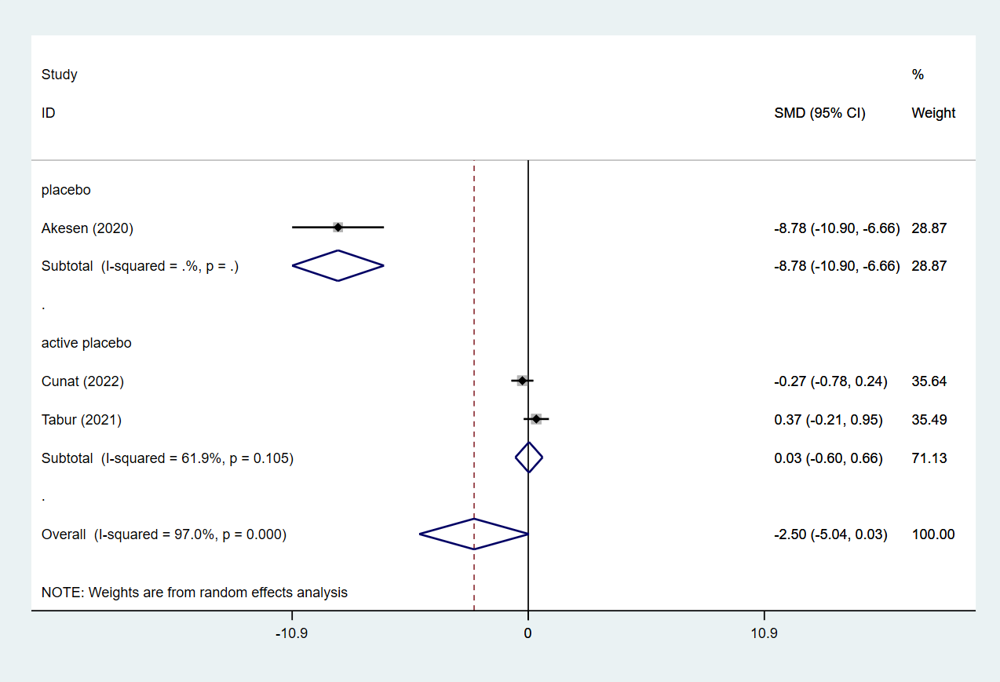 Study %
ID SMD (95% CI) Weight
placebo
Akesen (2020) -8.78 (-10.90, -6.66) 28.87
Subtotal (I-squared = .%, p = .) -8.78 (-10.90, -6.66) 28.87
.
active placebo
Cunat (2022) -0.27 (-0.78, 0.24) 35.64
Tabur (2021) 0.37 (-0.21, 0.95) 35.49
Subtotal (I-squared = 61.9%, p = 0.105) 0.03 (-0.60, 0.66) 71.13
.
Overall (I-squared = 97.0%, p = 0.000) -2.50 (-5.04, 0.03) 100.00
NOTE: Weights are from random effects analysis
-10.9 0 10.9